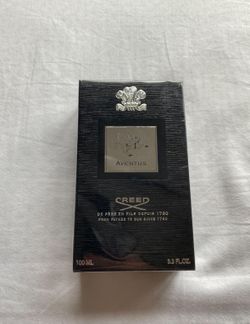 AVENTUS
CREED
DE PÈRE EN FILS DEPUIS 1760
FROM FATHER TO SON SINCE 1760
100 ML 3.3 FL.OZ.